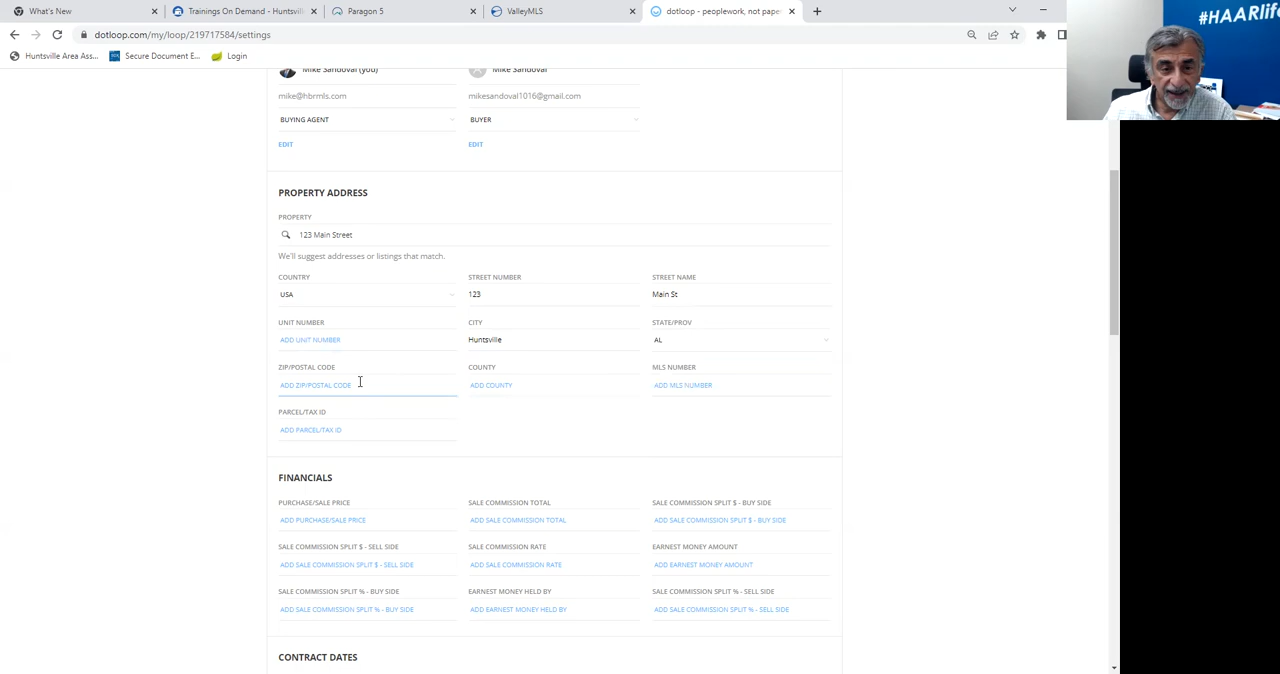 What's New
Trainings On Demand - Huntsvill
Paragon 5
ValleyMLS
dotloop - peoplework, not pape
dotloop.com/my/loop/219717584/settings
Huntsville Area Ass...
Secure Document E...
Login
#HAARlife
Mike Sandoval (you)
Mike Sandoval
mike@hbrmls.com
mikesandoval1016@gmail.com
BUYING AGENT
BUYER
EDIT
EDIT
PROPERTY ADDRESS
PROPERTY
123 Main Street
We'll suggest addresses or listings that match.
COUNTRY
STREET NUMBER
STREET NAME
USA
123
Main St
UNIT NUMBER
CITY
STATE/PROV
ADD UNIT NUMBER
Huntsville
AL
ZIP/POSTAL CODE
COUNTY
MLS NUMBER
ADD ZIP/POSTAL CODE
ADD COUNTY
ADD MLS NUMBER
PARCEL/TAX ID
ADD PARCEL/TAX ID
FINANCIALS
PURCHASE/SALE PRICE
SALE COMMISSION TOTAL
SALE COMMISSION SPLIT $ - BUY SIDE
ADD PURCHASE/SALE PRICE
ADD SALE COMMISSION TOTAL
ADD SALE COMMISSION SPLIT $ - BUY SIDE
SALE COMMISSION SPLIT $ - SELL SIDE
SALE COMMISSION RATE
EARNEST MONEY AMOUNT
ADD SALE COMMISSION SPLIT $ - SELL SIDE
ADD SALE COMMISSION RATE
ADD EARNEST MONEY AMOUNT
SALE COMMISSION SPLIT % - BUY SIDE
EARNEST MONEY HELD BY
SALE COMMISSION SPLIT % - SELL SIDE
ADD SALE COMMISSION SPLIT % - BUY SIDE
ADD EARNEST MONEY HELD BY
ADD SALE COMMISSION SPLIT % - SELL SIDE
CONTRACT DATES